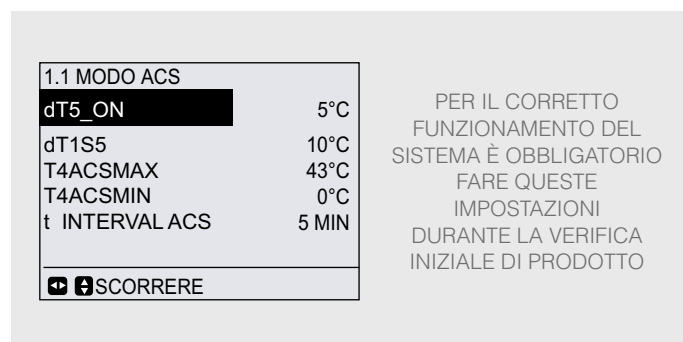 1.1 MODO ACS
dT5_ON 5°C
dT1S5 10°C
T4ACSMAX 43°C
T4ACSMIN 0°C
t INTERVAL ACS 5 MIN
SCORRERE
PER IL CORRETTO
FUNZIONAMENTO DEL
SISTEMA È OBBLIGATORIO
FARE QUESTE
IMPOSTAZIONI
DURANTE LA VERIFICA
INIZIALE DI PRODOTTO